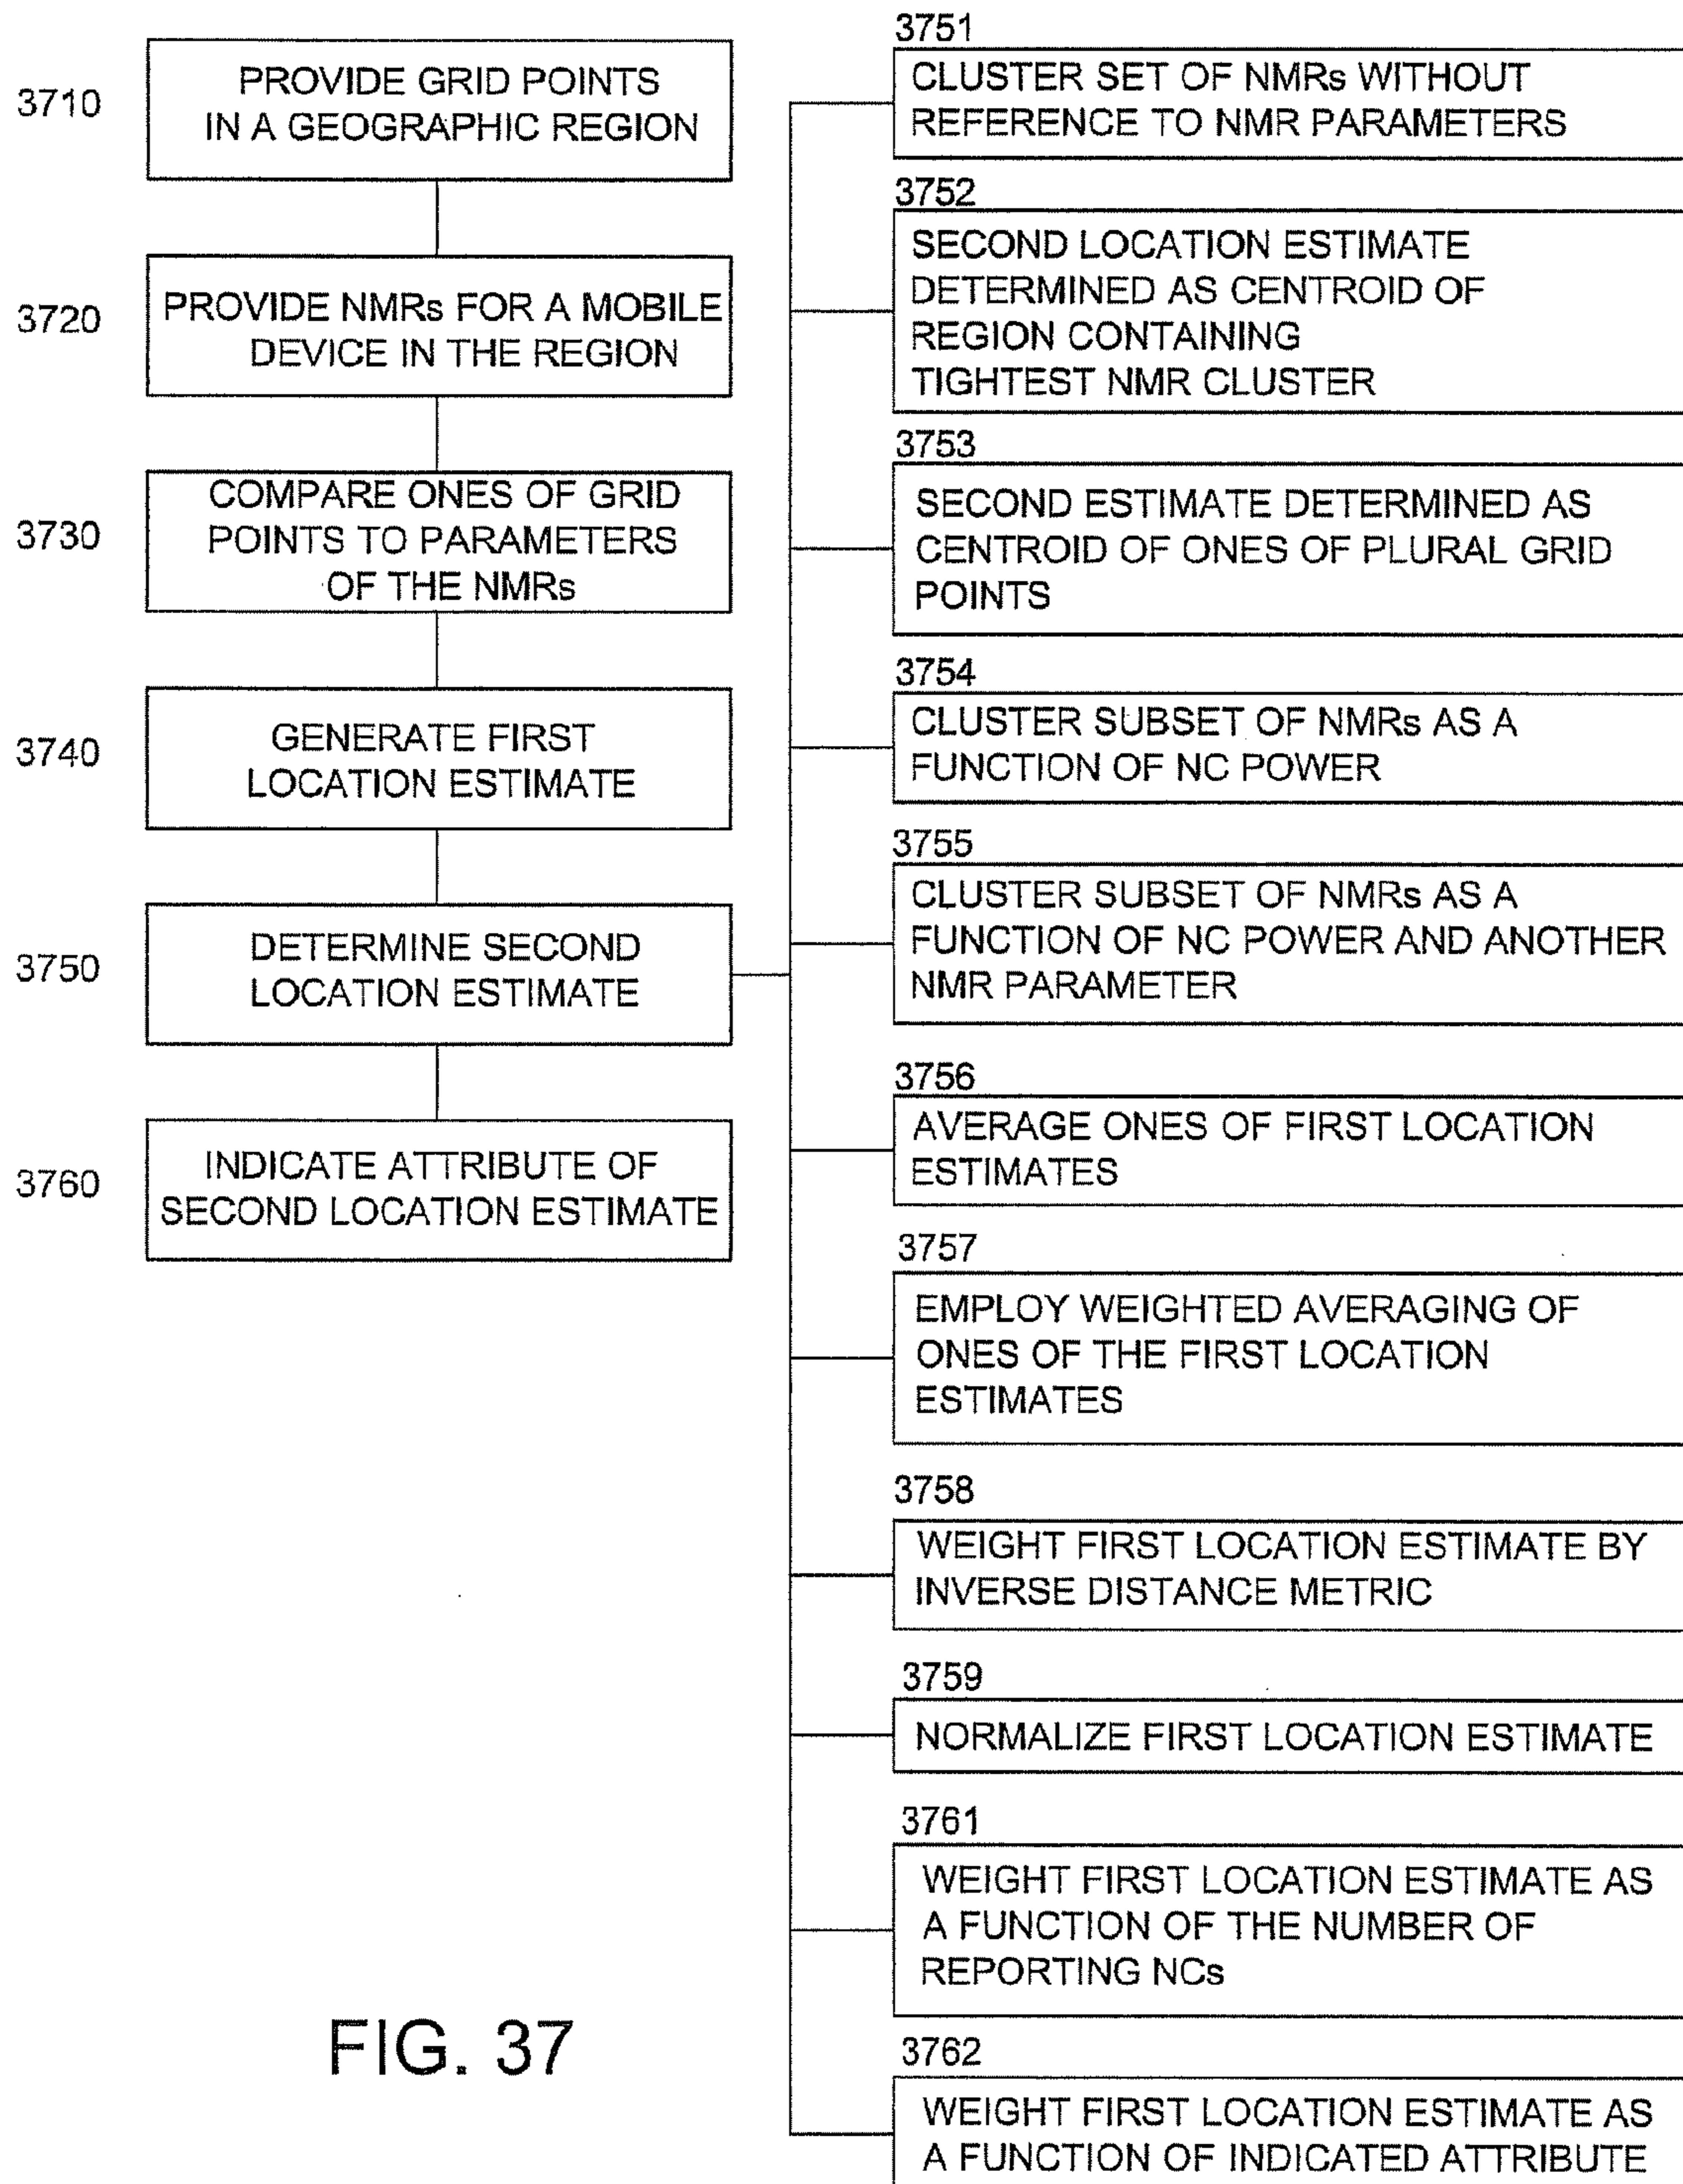 3710
PROVIDE GRID POINTS
IN A GEOGRAPHIC REGION
3720
PROVIDE NMRs FOR A MOBILE
DEVICE IN THE REGION
3730
COMPARE ONES OF GRID
POINTS TO PARAMETERS
OF THE NMRs
3740
GENERATE FIRST
LOCATION ESTIMATE
3750
DETERMINE SECOND
LOCATION ESTIMATE
3760
INDICATE ATTRIBUTE OF
SECOND LOCATION ESTIMATE
3751
CLUSTER SET OF NMRs WITHOUT
REFERENCE TO NMR PARAMETERS
3752
SECOND LOCATION ESTIMATE
DETERMINED AS CENTROID OF
REGION CONTAINING
TIGHTEST NMR CLUSTER
3753
SECOND ESTIMATE DETERMINED AS
CENTROID OF ONES OF PLURAL GRID
POINTS
3754
CLUSTER SUBSET OF NMRs AS A
FUNCTION OF NC POWER
3755
CLUSTER SUBSET OF NMRs AS A
FUNCTION OF NC POWER AND ANOTHER
NMR PARAMETER
3756
AVERAGE ONES OF FIRST LOCATION
ESTIMATES
3757
EMPLOY WEIGHTED AVERAGING OF
ONES OF THE FIRST LOCATION
ESTIMATES
3758
WEIGHT FIRST LOCATION ESTIMATE BY
INVERSE DISTANCE METRIC
3759
NORMALIZE FIRST LOCATION ESTIMATE
3761
WEIGHT FIRST LOCATION ESTIMATE AS
A FUNCTION OF THE NUMBER OF
REPORTING NCs
3762
WEIGHT FIRST LOCATION ESTIMATE AS
A FUNCTION OF INDICATED ATTRIBUTE
FIG. 37